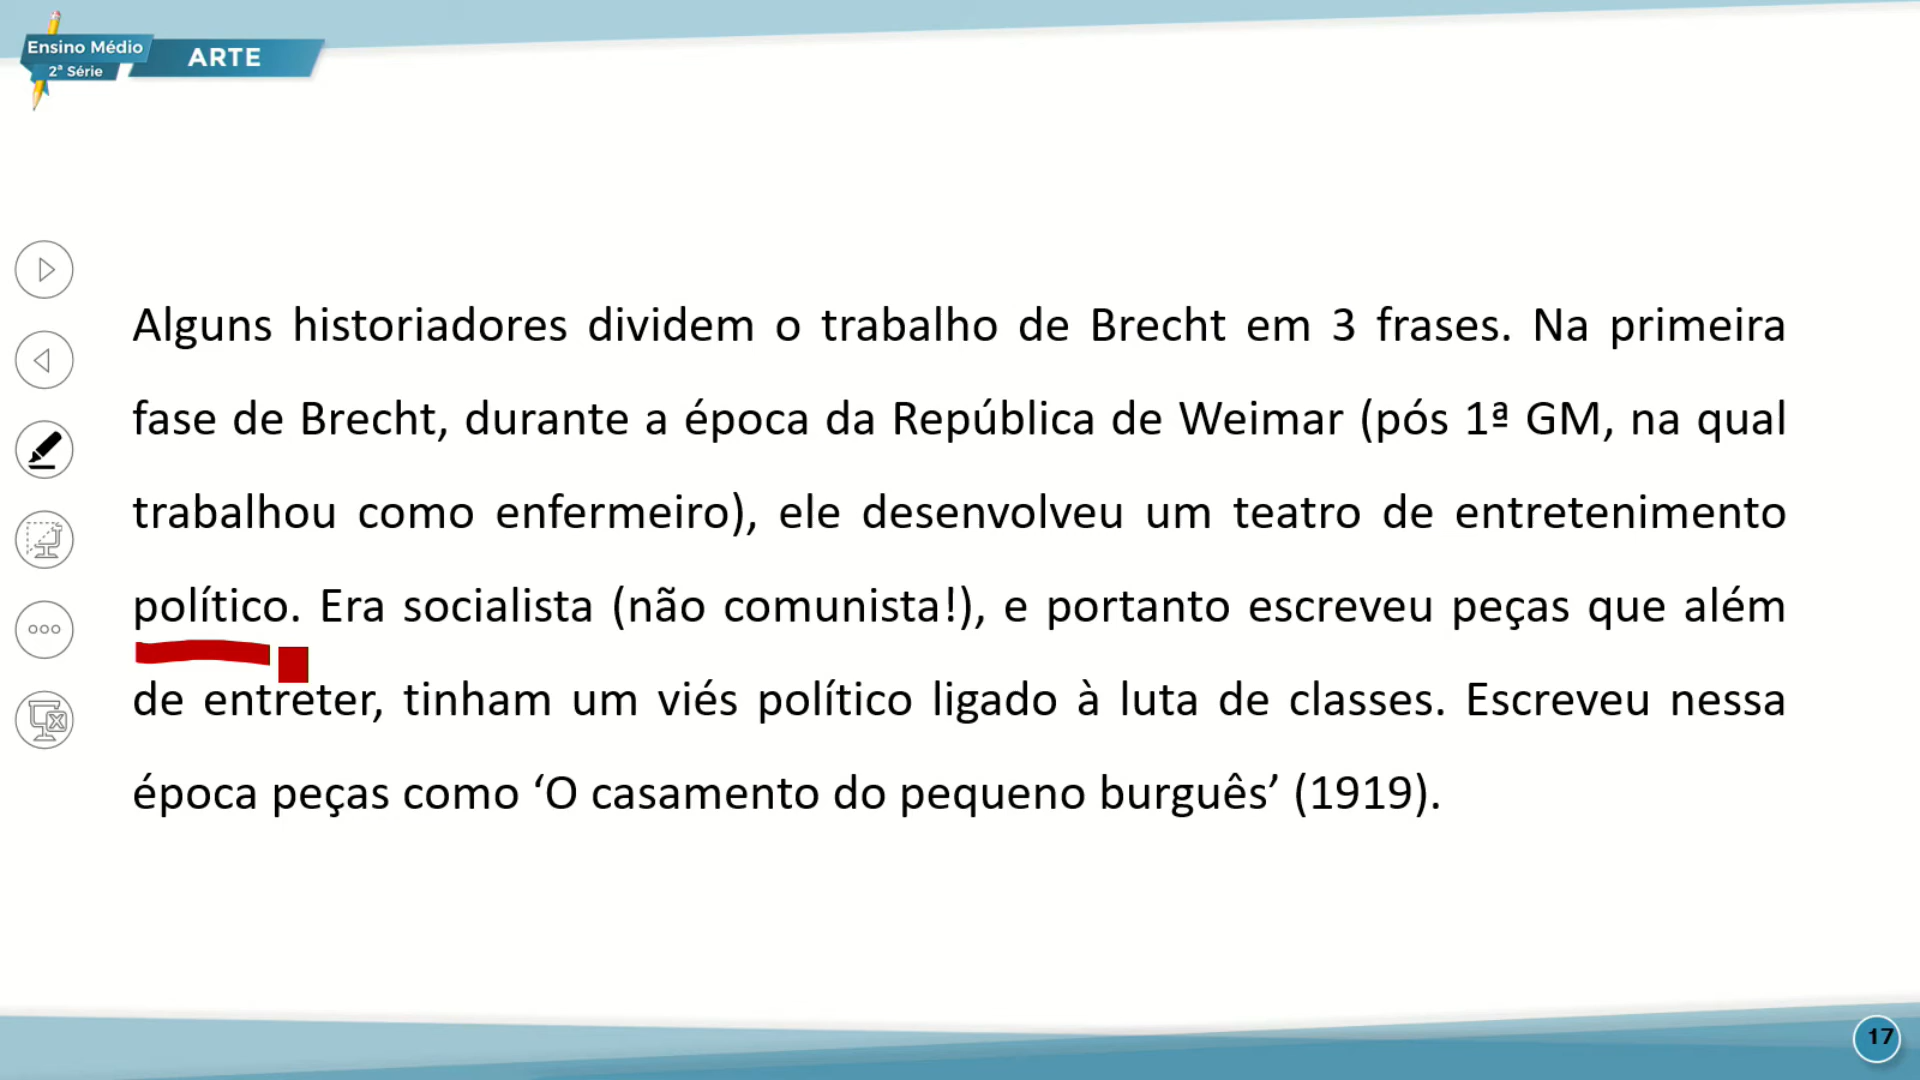 Ensino Médio
2ª Série
ARTE
Alguns historiadores dividem o trabalho de Brecht em 3 frases. Na primeira
fase de Brecht, durante a época da República de Weimar (pós 1ª GM, na qual
trabalhou como enfermeiro), ele desenvolveu um teatro de entretenimento
político. Era socialista (não comunista!), e portanto escreveu peças que além
de entreter, tinham um viés político ligado à luta de classes. Escreveu nessa
época peças como ‘O casamento do pequeno burguês’ (1919).
17